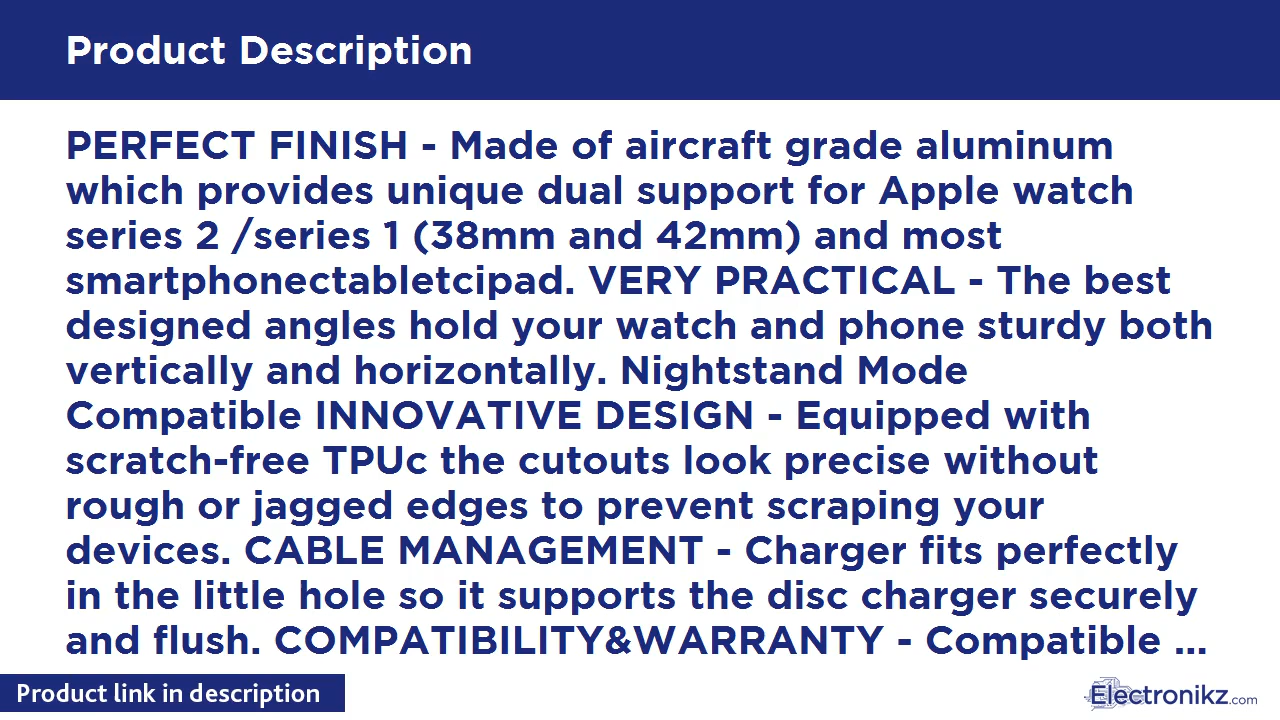 Product Description
PERFECT FINISH - Made of aircraft grade aluminum
which provides unique dual support for Apple watch
series 2 /series 1 (38mm and 42mm) and most
smartphonectabletcipad. VERY PRACTICAL - The best
designed angles hold your watch and phone sturdy both
vertically and horizontally. Nightstand Mode
Compatible INNOVATIVE DESIGN - Equipped with
scratch-free TPUc the cutouts look precise without
rough or jagged edges to prevent scraping your
devices. CABLE MANAGEMENT - Charger fits perfectly
in the little hole so it supports the disc charger securely
and flush. COMPATIBILITY&WARRANTY - Compatible ...
Product link in description
Electronikz.com